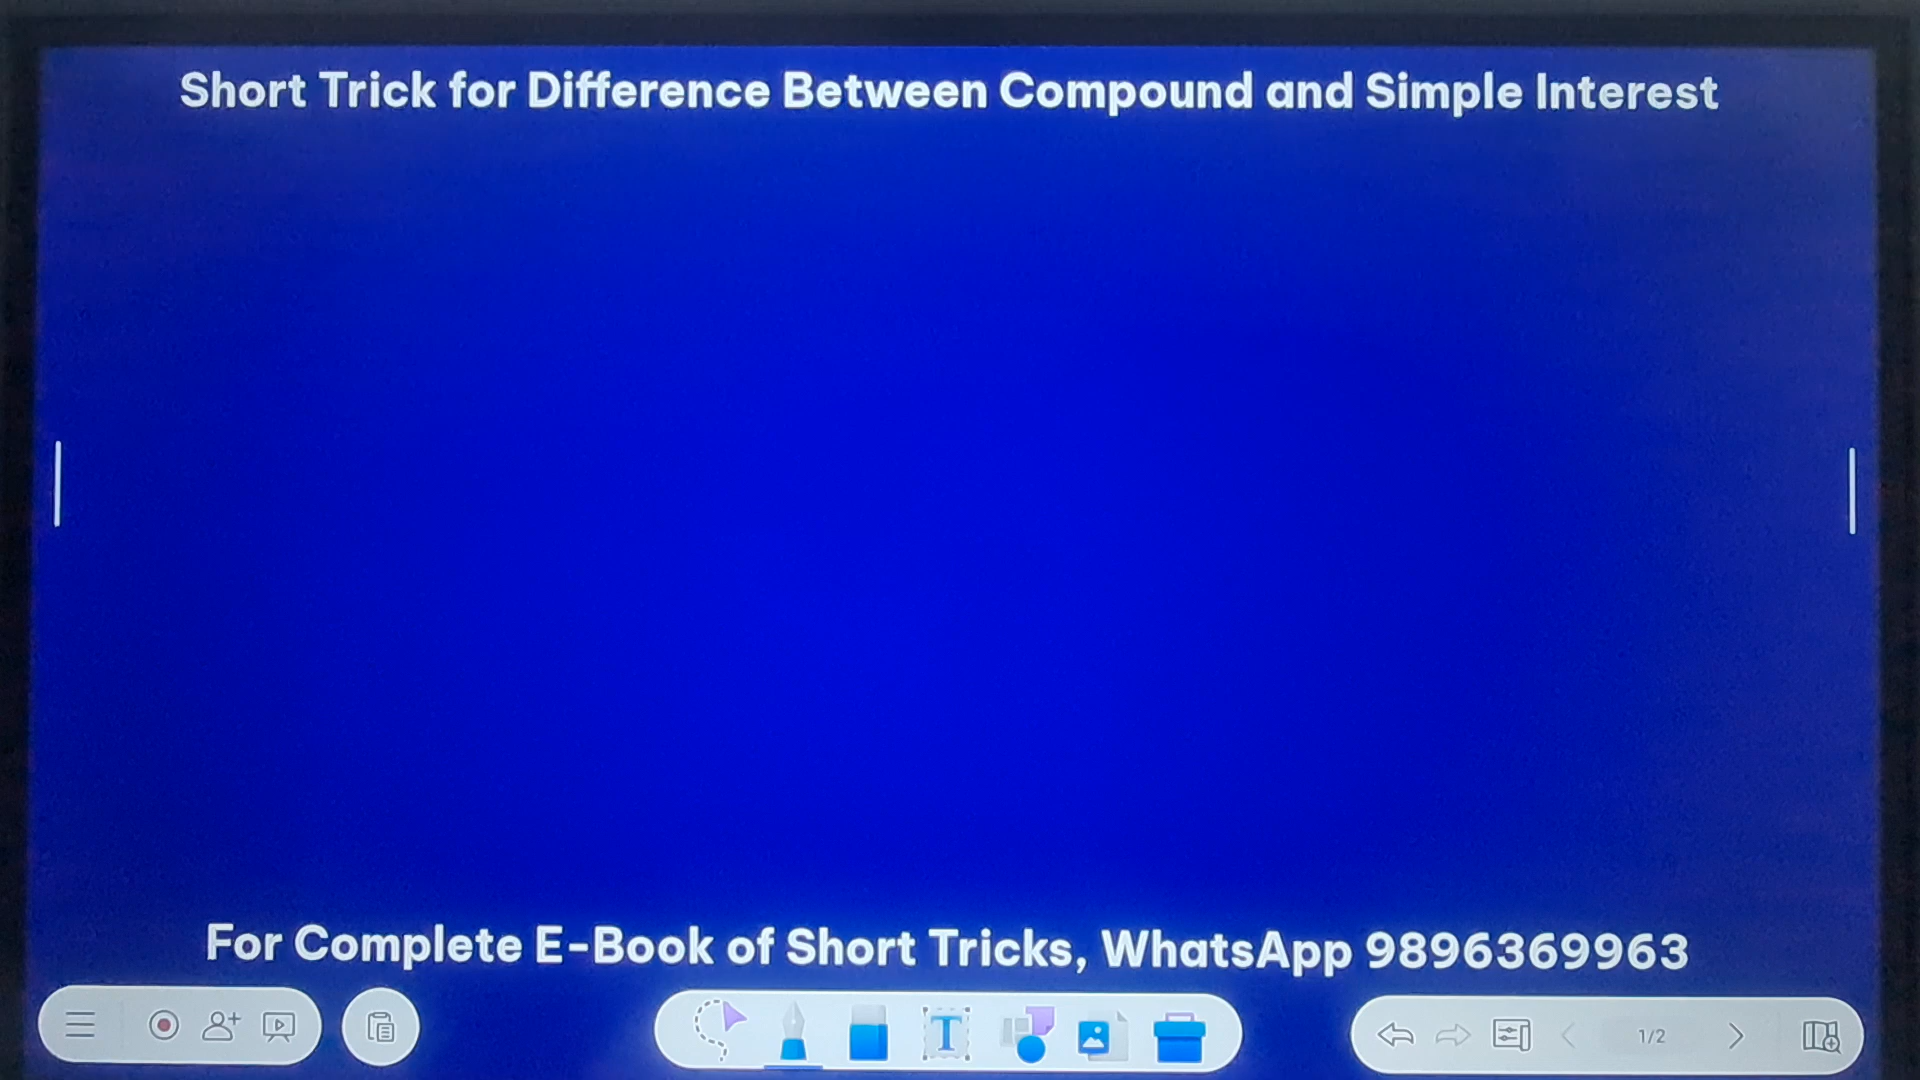 Short Trick for Difference Between Compound and Simple Interest
For Complete E-Book of Short Tricks, WhatsApp 9896369963
T
1/2